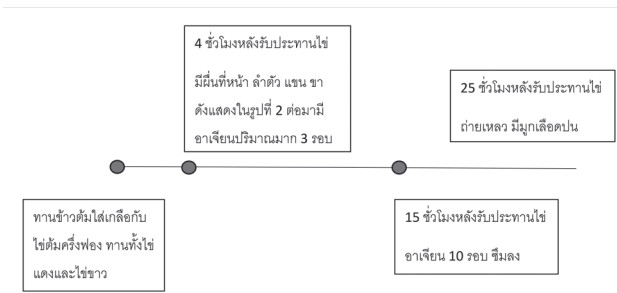 4 ชั่วโมงหลังรับประทานไข่
มีผื่นที่หน้า ลำตัว แขน ขา
ดังแสดงในรูปที่ 2 ต่อมามี
อาเจียนปริมาณมาก 3 รอบ
25 ชั่วโมงหลังรับประทานไข่
ถ่ายเหลว มีมูกเลือดปน
ทานข้าวต้มใส่เกลือกับ
ไข่ต้มครึ่งฟอง ทานทั้งไข่
แดงและไข่ขาว
15 ชั่วโมงหลังรับประทานไข่
อาเจียน 10 รอบ ซึมลง